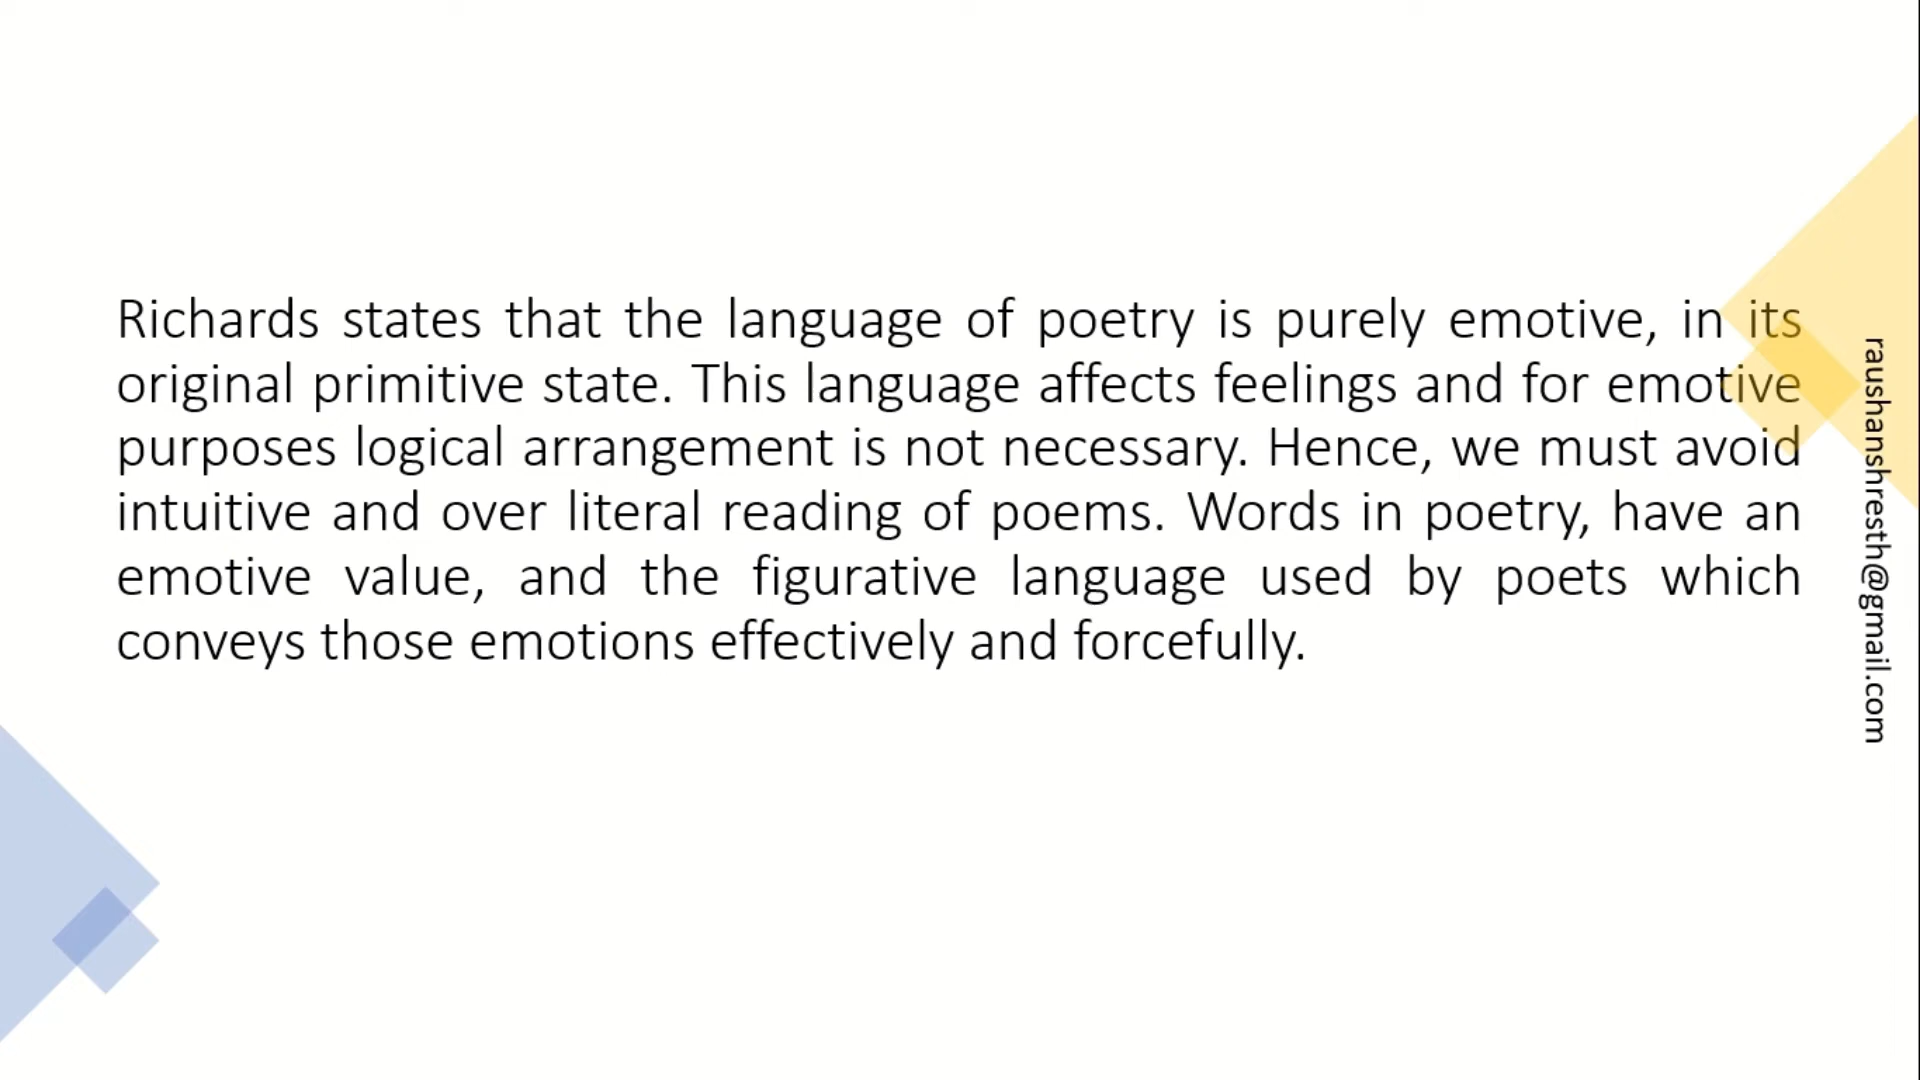 Richards states that the language of poetry is purely emotive, in its
original primitive state. This language affects feelings and for emotive
purposes logical arrangement is not necessary. Hence, we must avoid
intuitive and over literal reading of poems. Words in poetry, have an
emotive value, and the figurative language used by poets which
conveys those emotions effectively and forcefully.
raushanshresth@gmail.com